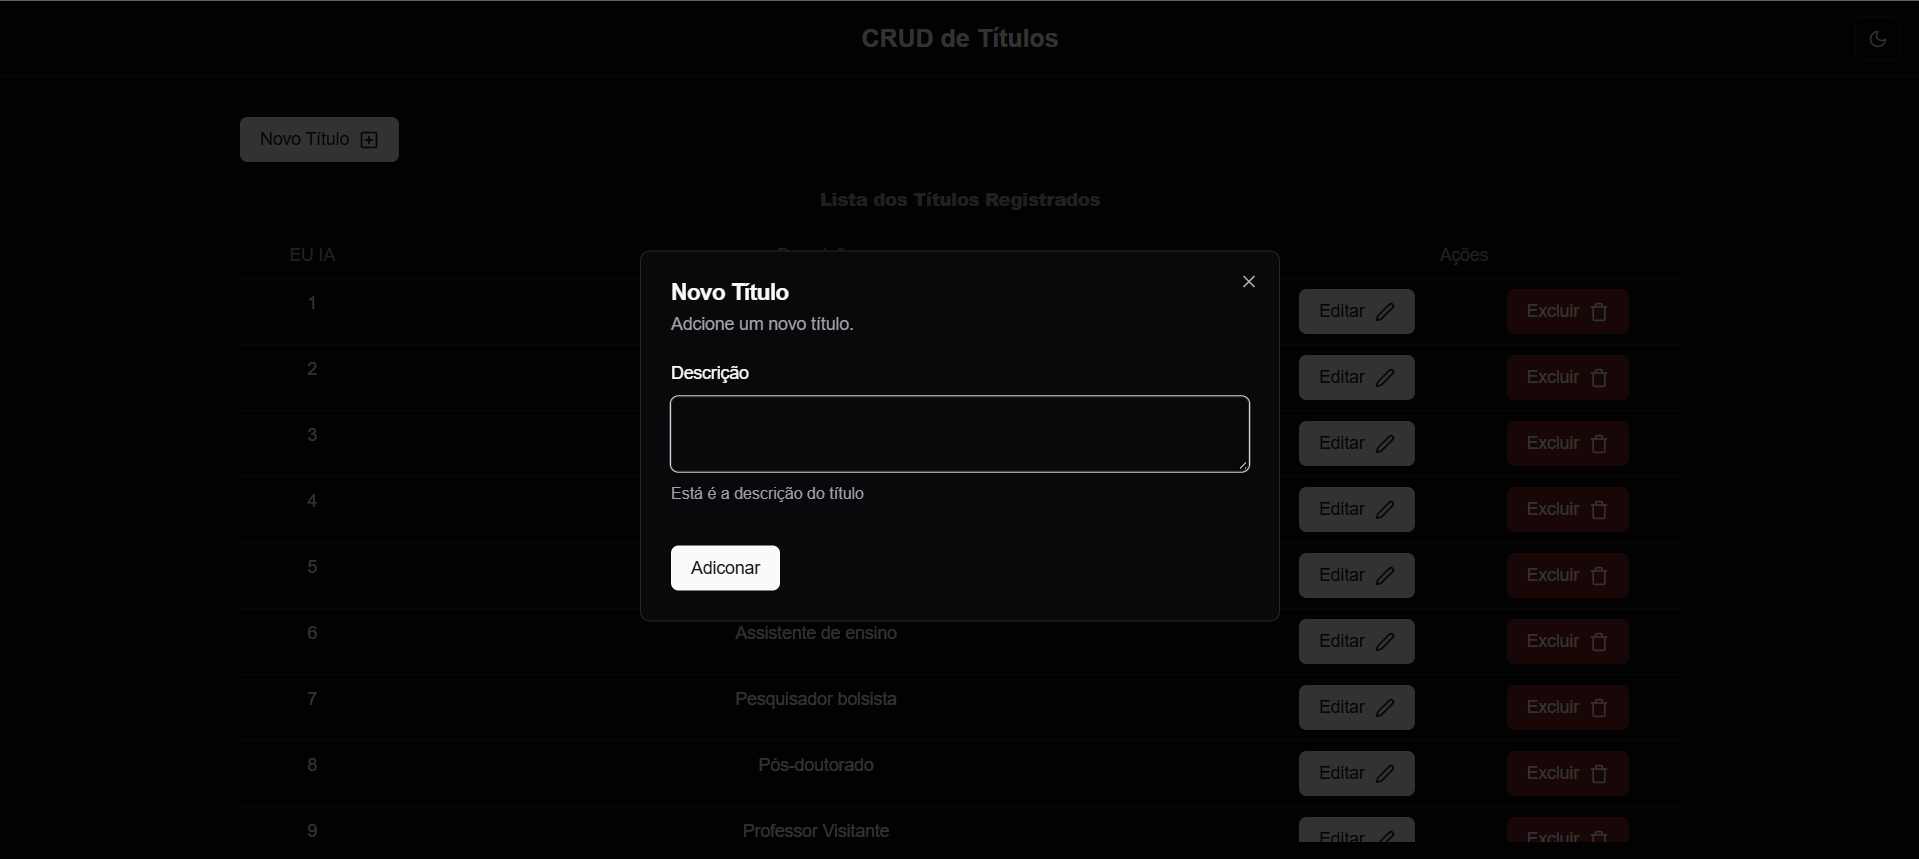 CRUD de Títulos
Novo Título
Lista dos Títulos Registrados
EU IA
Ações
1
Editar
Excluir
2
Editar
Excluir
3
Editar
Excluir
4
Editar
Excluir
5
Editar
Excluir
6
Assistente de ensino
Editar
Excluir
7
Pesquisador bolsista
Editar
Excluir
8
Pós-doutorado
Editar
Excluir
9
Professor Visitante
Editar
Excluir
Novo Título
Adcione um novo título.
Descrição
Está é a descrição do título
Adiconar